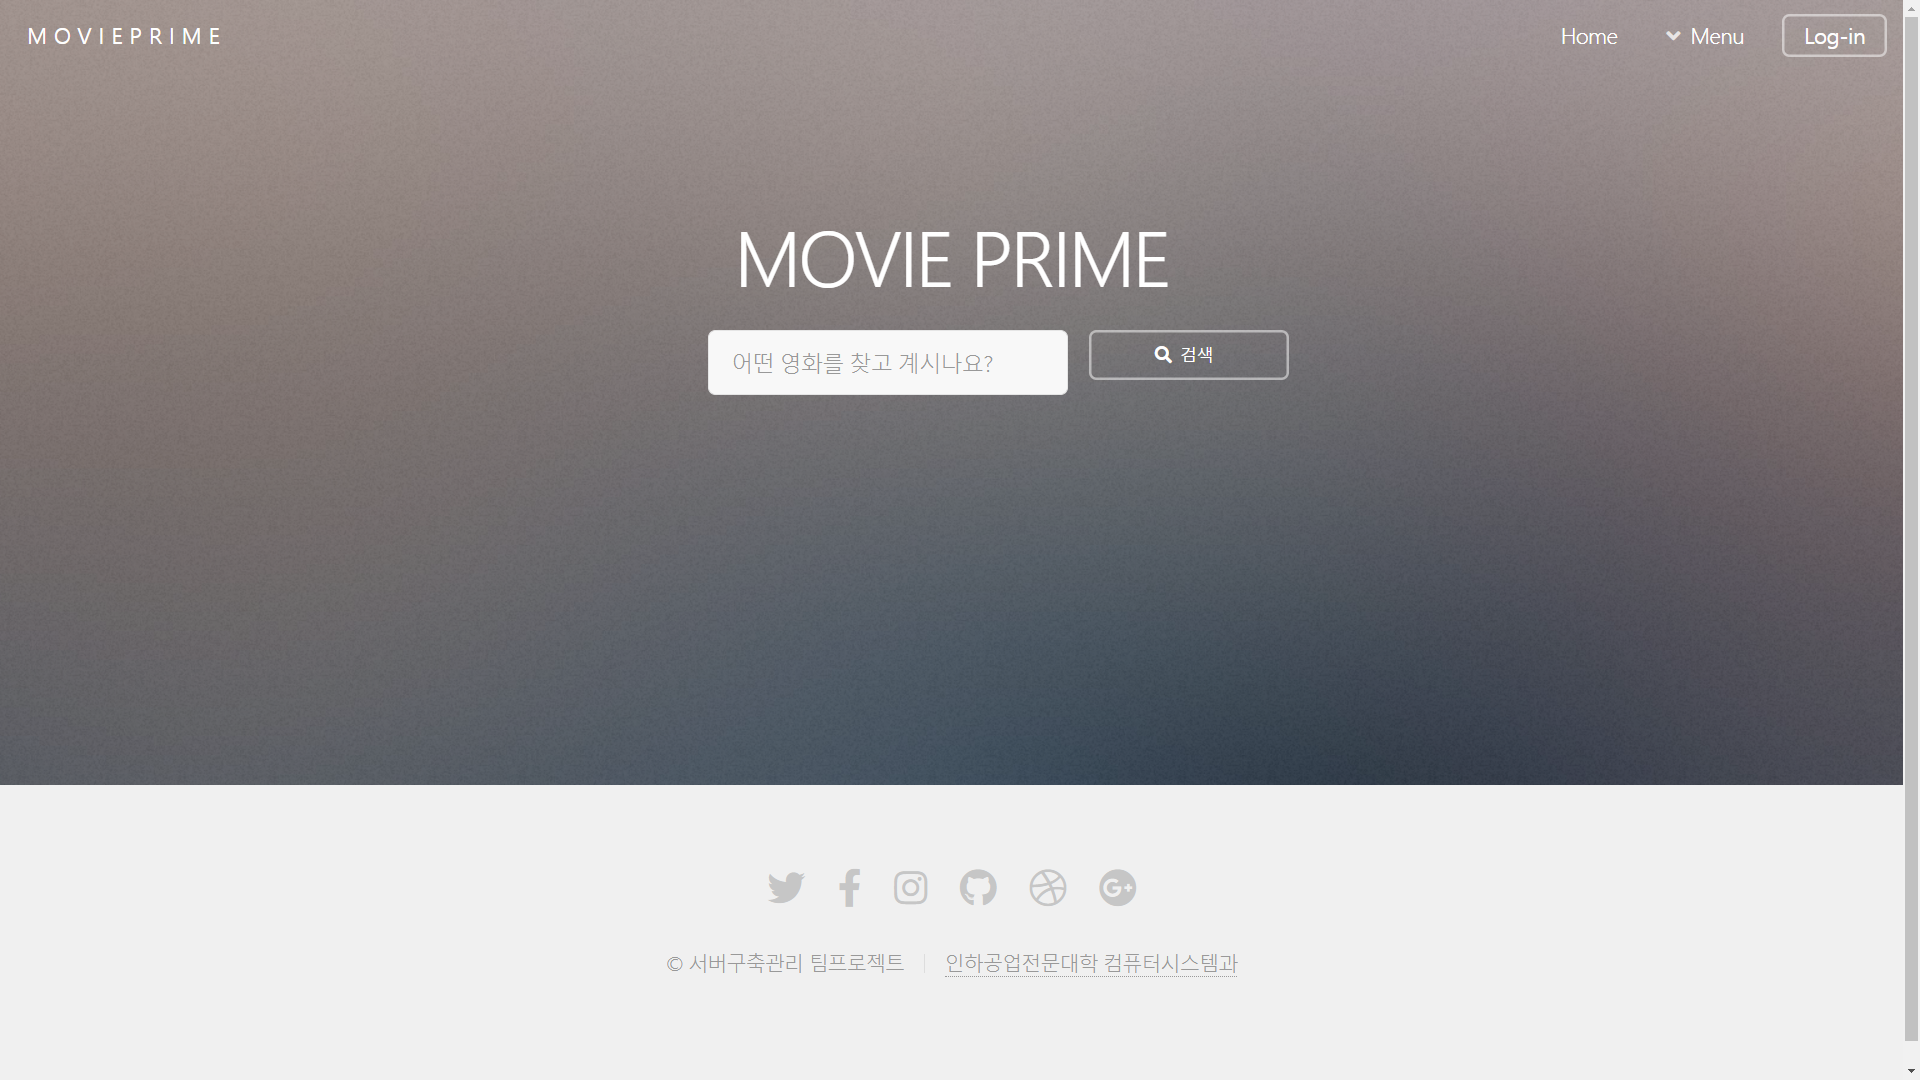 MOVIEPRIME
Home
Menu
Log-in
MOVIE PRIME
어떤 영화를 찾고 계시나요?
검색
© 서버구축관리 팀프로젝트
인하공업전문대학 컴퓨터시스템과